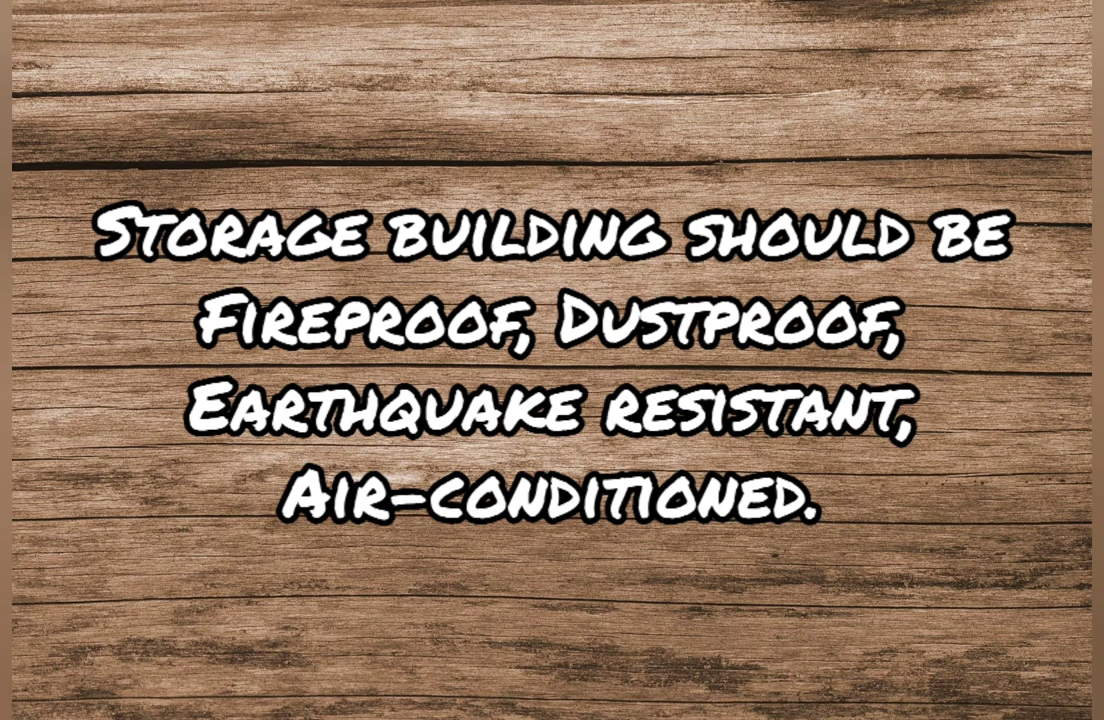 Storage building should be
Fireproof, Dustproof,
Earthquake resistant,
Air-conditioned.